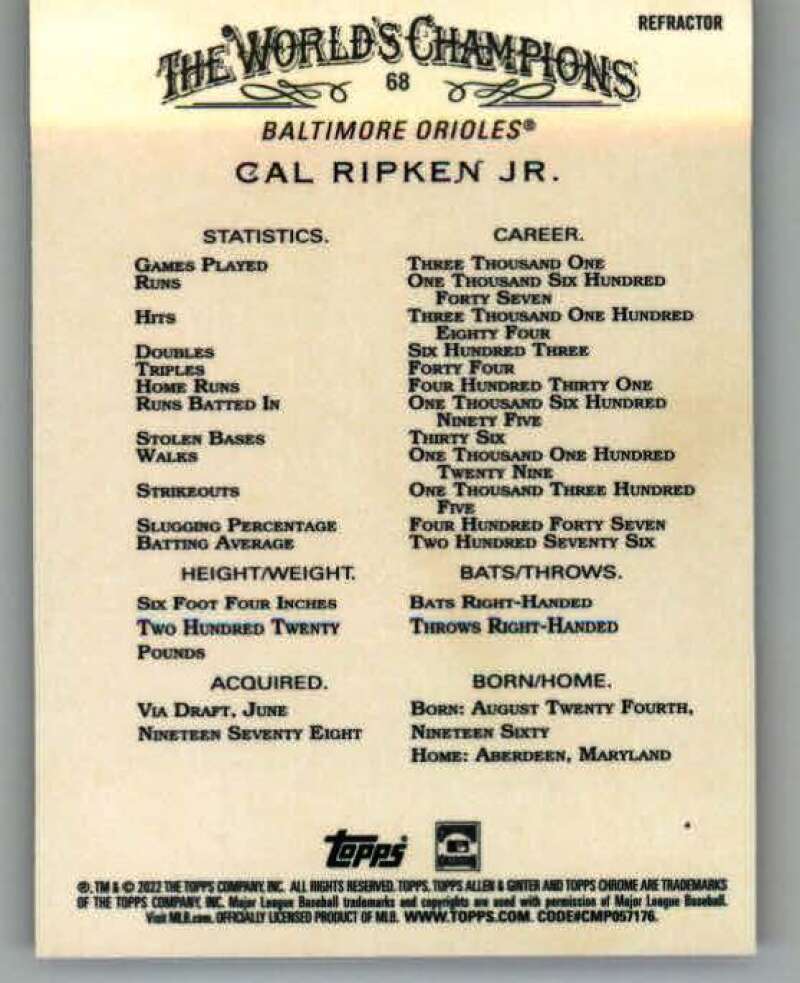 REFRACTOR
THE WORLD'S CHAMPIONS
68
BALTIMORE ORIOLES®
CAL RIPKEN JR.
STATISTICS. CAREER.
GAMES PLAYED THREE THOUSAND ONE
RUNS ONE THOUSAND SIX HUNDRED
FORTY SEVEN
HITS THREE THOUSAND ONE HUNDRED
EIGHTY FOUR
DOUBLES SIX HUNDRED THREE
TRIPLES FORTY FOUR
HOME RUNS FOUR HUNDRED THIRTY ONE
RUNS BATTED IN ONE THOUSAND SIX HUNDRED
NINETY FIVE
STOLEN BASES THIRTY SIX
WALKS ONE THOUSAND ONE HUNDRED
TWENTY NINE
STRIKEOUTS ONE THOUSAND THREE HUNDRED
FIVE
SLUGGING PERCENTAGE FOUR HUNDRED FORTY SEVEN
BATTING AVERAGE TWO HUNDRED SEVENTY SIX
HEIGHT/WEIGHT. BATS/THROWS.
SIX FOOT FOUR INCHES BATS RIGHT-HANDED
TWO HUNDRED TWENTY THROWS RIGHT-HANDED
POUNDS
ACQUIRED. BORN/HOME.
VIA DRAFT, JUNE BORN: AUGUST TWENTY FOURTH,
NINETEEN SEVENTY EIGHT NINETEEN SIXTY
HOME: ABERDEEN, MARYLAND
Topps
®, TM & © 2022 THE TOPPS COMPANY, INC. ALL RIGHTS RESERVED. TOPPS, TOPPS ALLEN & GINTER AND TOPPS CHROME ARE TRADEMARKS
OF THE TOPPS COMPANY, INC. Major League Baseball trademarks and copyrights are used with permission of Major League Baseball.
Visit MLB.com. OFFICIALLY LICENSED PRODUCT OF MLB. WWW.TOPPS.COM. CODE#CMP057176.